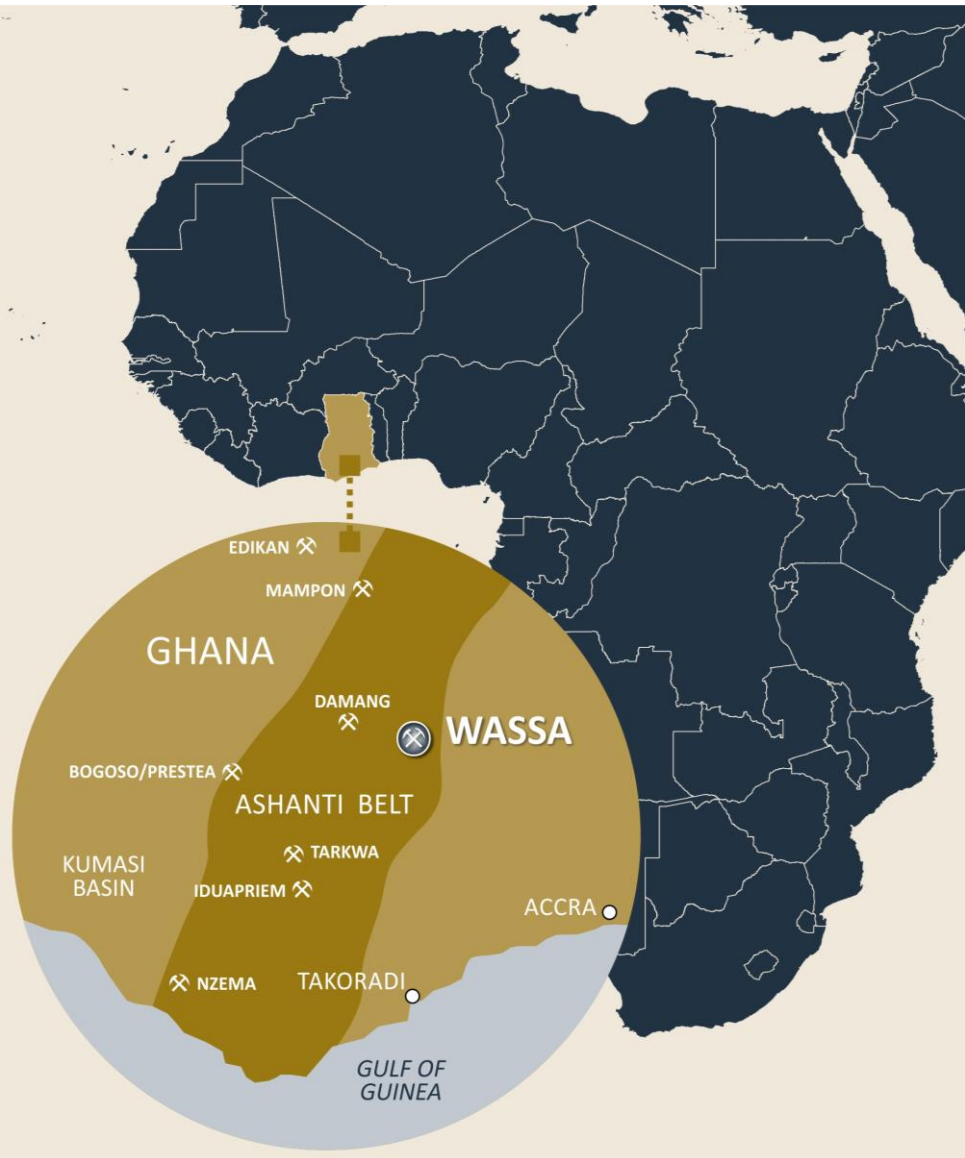 EDIKAN
MAMPON
GHANA
DAMANG
WASSA
BOGOSO/PRESTEA
ASHANTI BELT
TARKWA
KUMASI
BASIN
IDUAPRIEM
ACCRA
NZEMA
TAKORADI
GULF OF
GUINEA